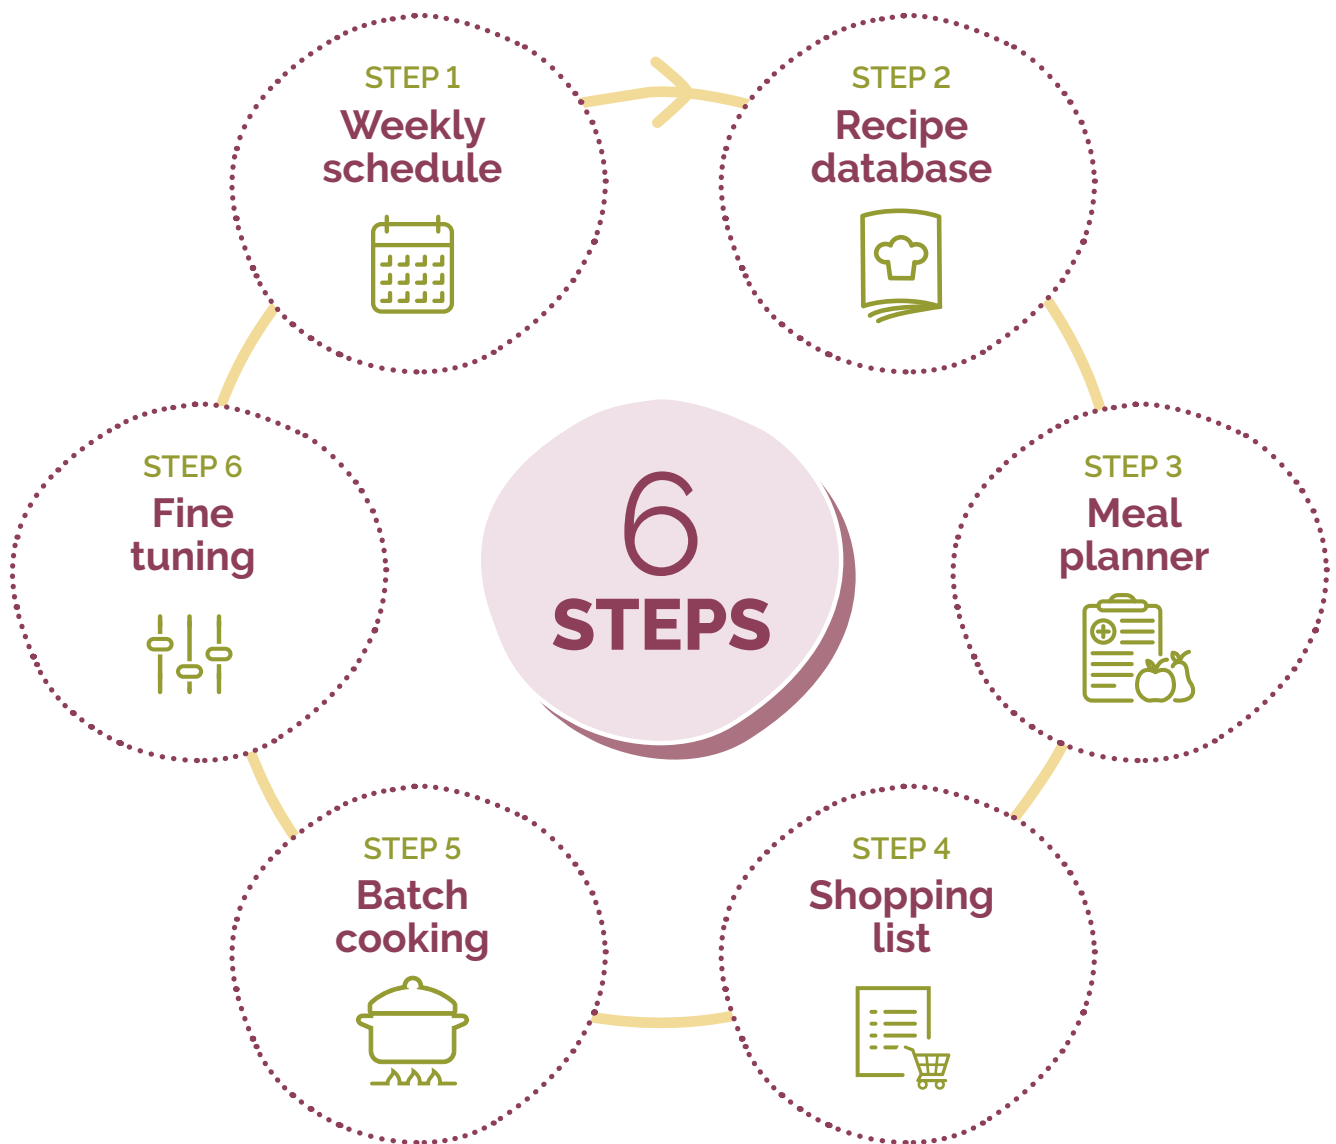 STEP 1
Weekly
schedule
STEP 2
Recipe
database
STEP 3
Meal
planner
STEP 4
Shopping
list
STEP 5
Batch
cooking
STEP 6
Fine
tuning
6
STEPS